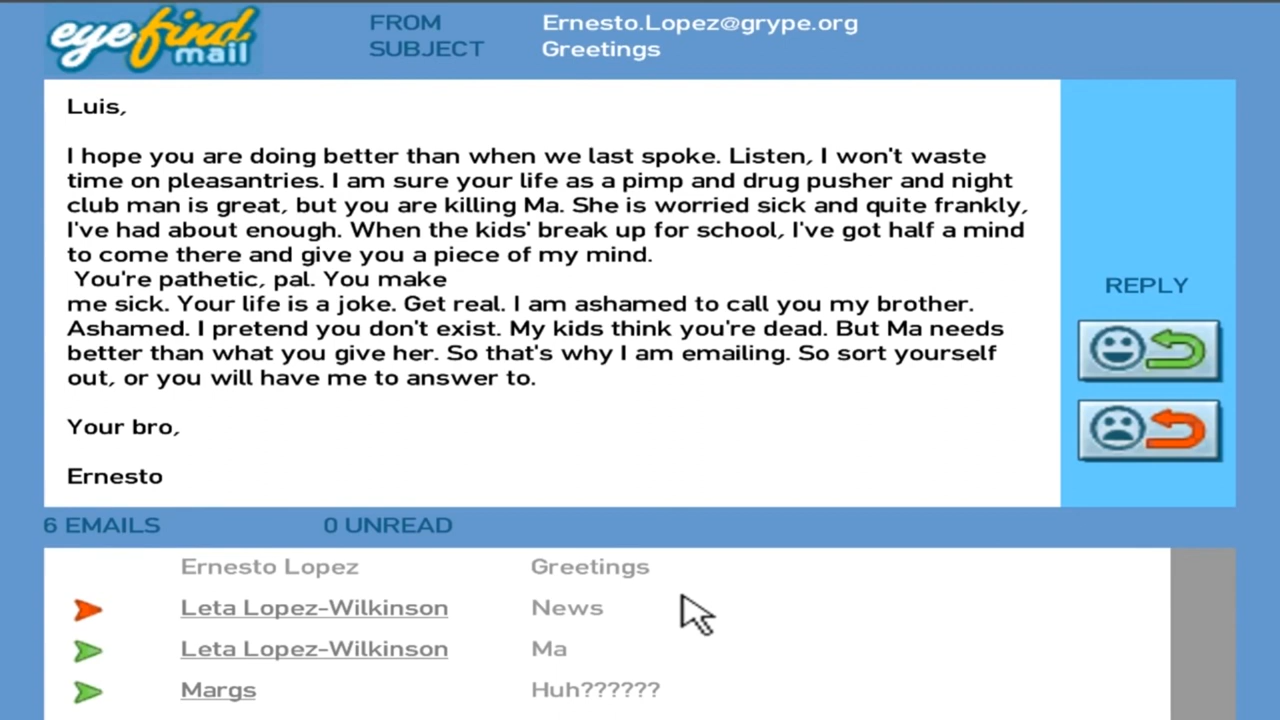 eyefind
mail
FROM Ernesto.Lopez@grype.org
SUBJECT Greetings
Luis,
I hope you are doing better than when we last spoke. Listen, I won't waste
time on pleasantries. I am sure your life as a pimp and drug pusher and night
club man is great, but you are killing Ma. She is worried sick and quite frankly,
I've had about enough. When the kids' break up for school, I've got half a mind
to come there and give you a piece of my mind.
You're pathetic, pal. You make
me sick. Your life is a joke. Get real. I am ashamed to call you my brother.
Ashamed. I pretend you don't exist. My kids think you're dead. But Ma needs
better than what you give her. So that's why I am emailing. So sort yourself
out, or you will have me to answer to.
Your bro,
Ernesto
REPLY
6 EMAILS 0 UNREAD
Ernesto Lopez Greetings
Leta Lopez-Wilkinson News
Leta Lopez-Wilkinson Ma
Margs Huh??????